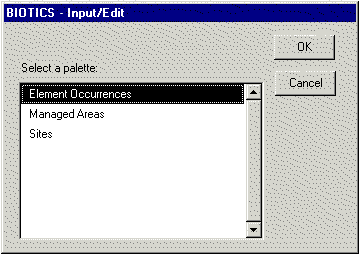 BIOTICS - Input/Edit
OK
Select a palette:
Cancel
Element Occurrences
Managed Areas
Sites